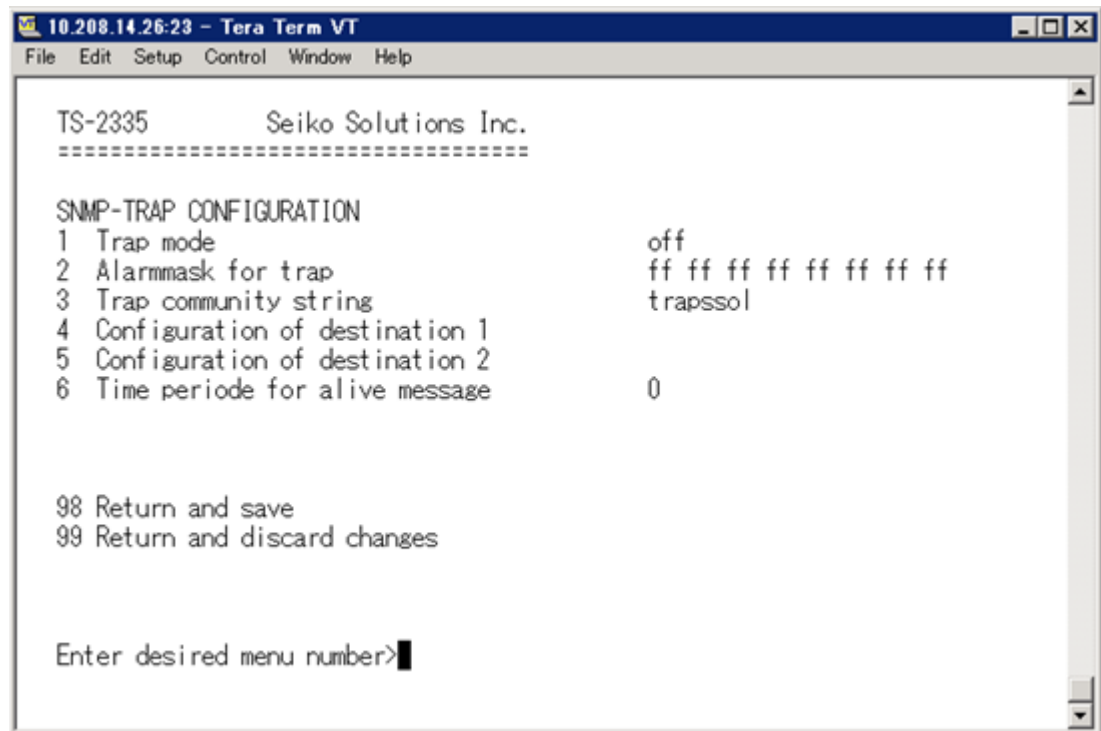 10.208.14.26:23 - Tera Term VT
File Edit Setup Control Window Help
TS-2335 Seiko Solutions Inc.
====================================
SNMP-TRAP CONFIGURATION
1 Trap mode off
2 Alarmmask for trap ff ff ff ff ff ff ff ff
3 Trap community string trapssol
4 Configuration of destination 1
5 Configuration of destination 2
6 Time periode for alive message 0
98 Return and save
99 Return and discard changes
Enter desired menu number>